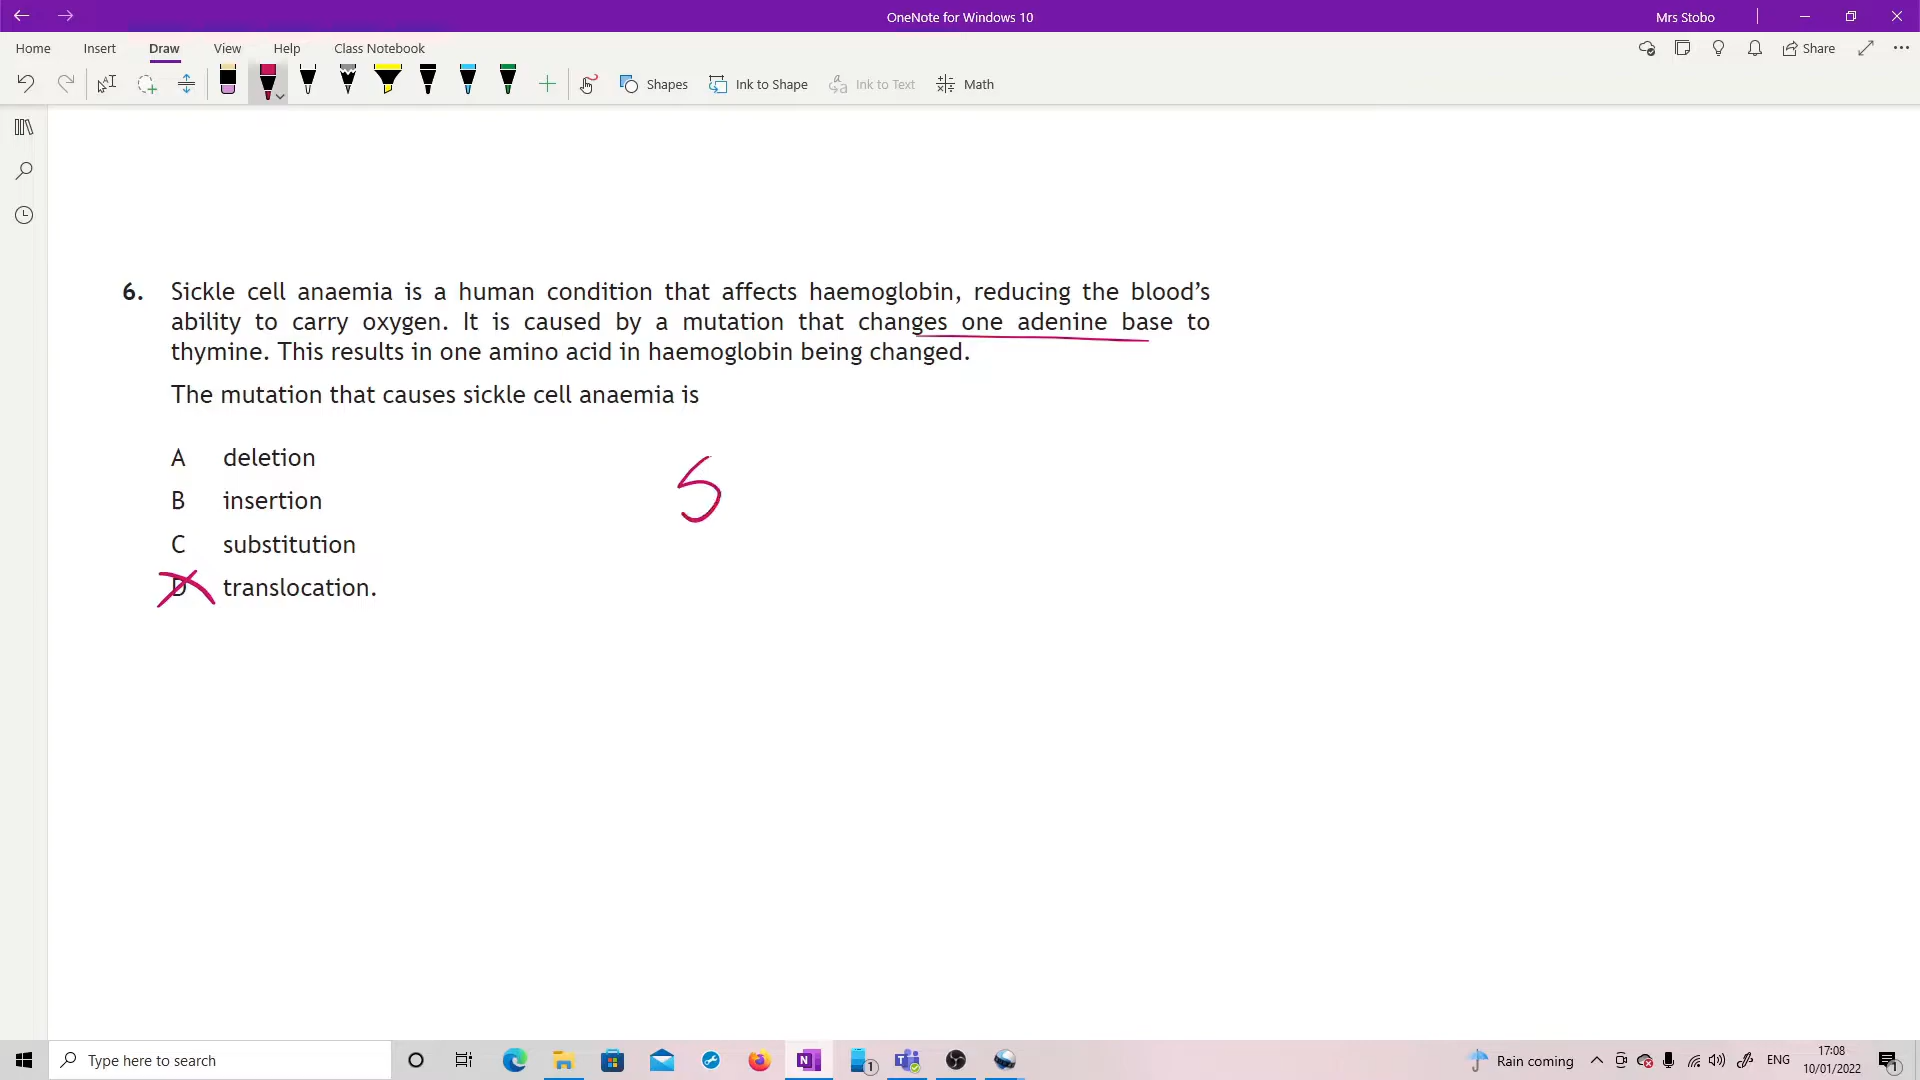 OneNote for Windows 10
Mrs Stobo
Home Insert Draw View Help Class Notebook
Share
Shapes Ink to Shape Ink to Text Math
6. Sickle cell anaemia is a human condition that affects haemoglobin, reducing the blood’s
ability to carry oxygen. It is caused by a mutation that changes one adenine base to
thymine. This results in one amino acid in haemoglobin being changed.
The mutation that causes sickle cell anaemia is
A deletion
B insertion
S
C substitution
D translocation.
Type here to search
1
Rain coming
ENG
17:08
10/01/2022
1